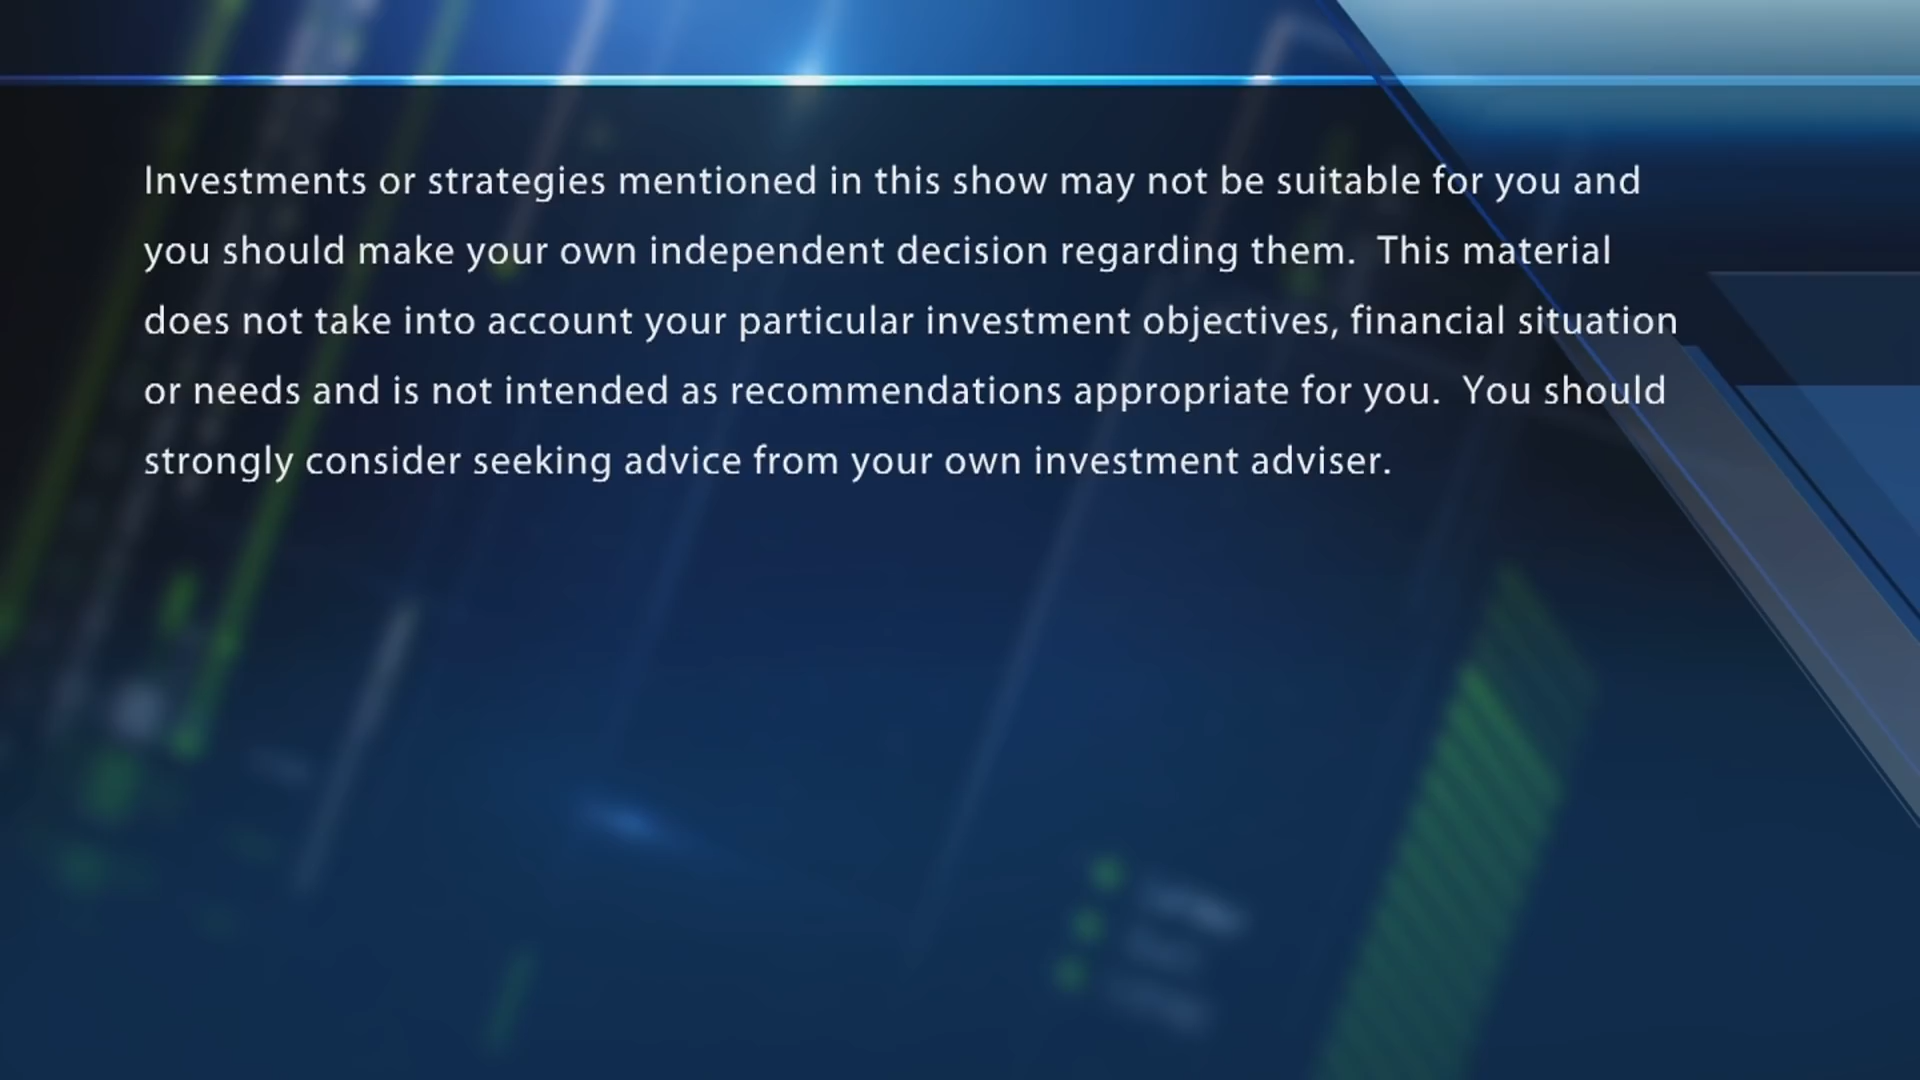 Investments or strategies mentioned in this show may not be suitable for you and
you should make your own independent decision regarding them.  This material
does not take into account your particular investment objectives, financial situation
or needs and is not intended as recommendations appropriate for you.  You should
strongly consider seeking advice from your own investment adviser.